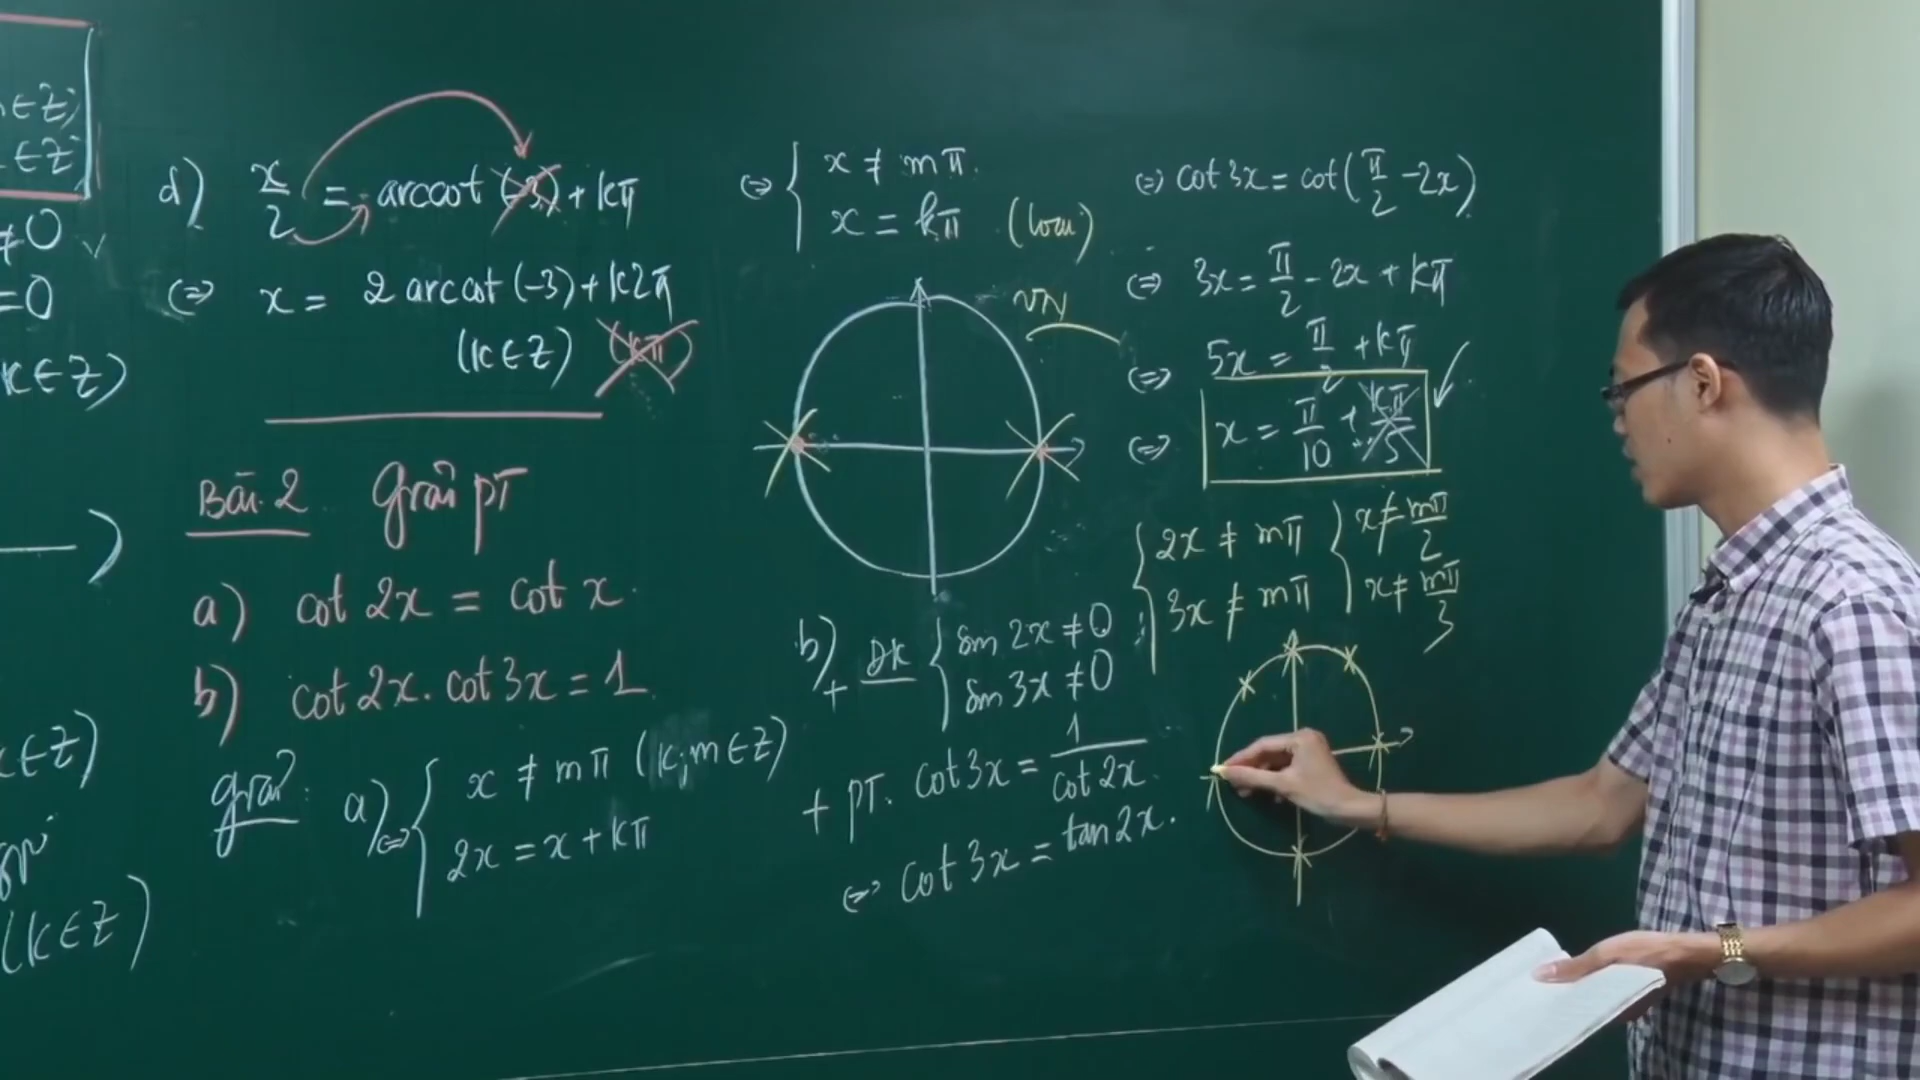 ∈Z)
∈Z)
≠0
=0
k∈Z)
)
k∈Z)
(k∈Z)
d) x/2 = arccot (-3) + kπ
⇔ x = 2 arccot (-3) + k2π
(k∈Z) (kπ)
Bài 2 Giải pT
a) cot 2x = cot x.
b) cot 2x. cot 3x = 1
giải: a) ⇔ { x ≠ mπ (k; m ∈ Z)
2x = x + kπ
⇔ { x ≠ mπ.
x = kπ (loại)
VN
b)
+ ĐK { sin 2x ≠ 0 ; { 2x ≠ mπ } x ≠ mπ/2
sin 3x ≠ 0 3x ≠ mπ x ≠ mπ/3
+ PT. cot 3x = 1/cot 2x.
⇔ cot 3x = tan 2x.
⇔ cot 3x = cot (π/2 - 2x)
⇔ 3x = π/2 - 2x + kπ
⇔ 5x = π/2 + kπ
⇔ x = π/10 + kπ/5